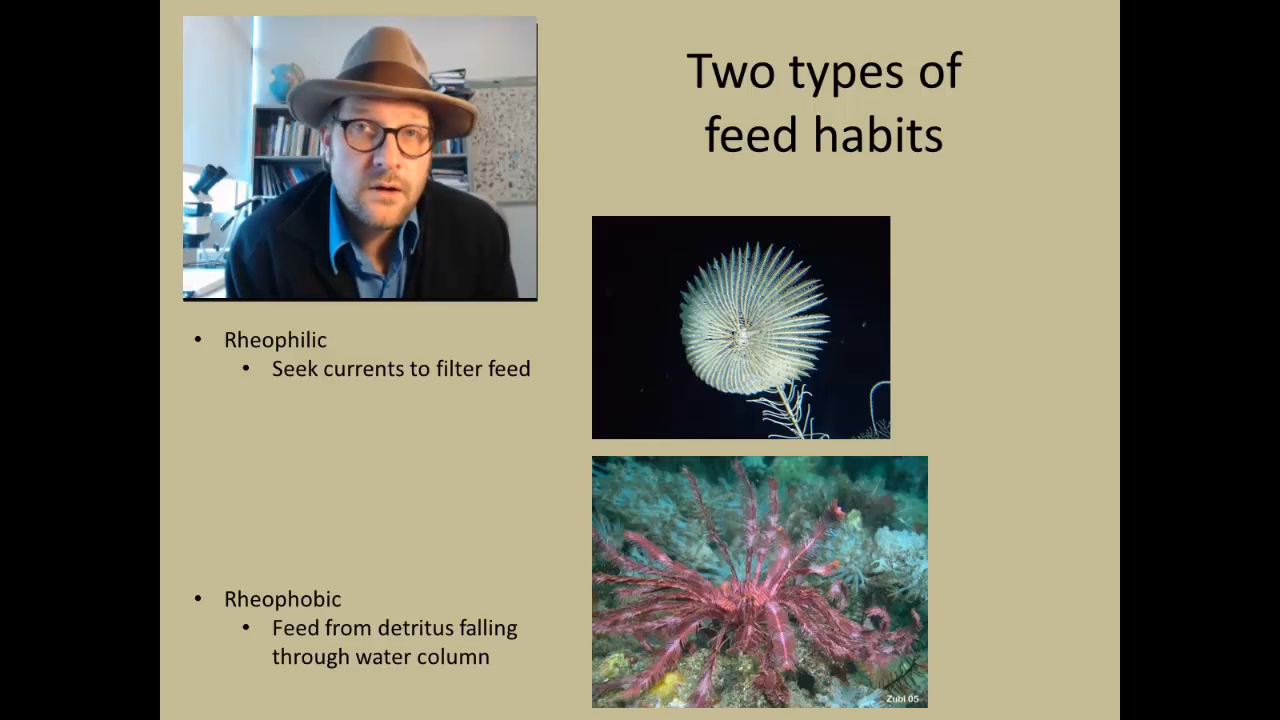 Two types of
feed habits
• Rheophilic
• Seek currents to filter feed
• Rheophobic
• Feed from detritus falling
through water column
Zubi 05